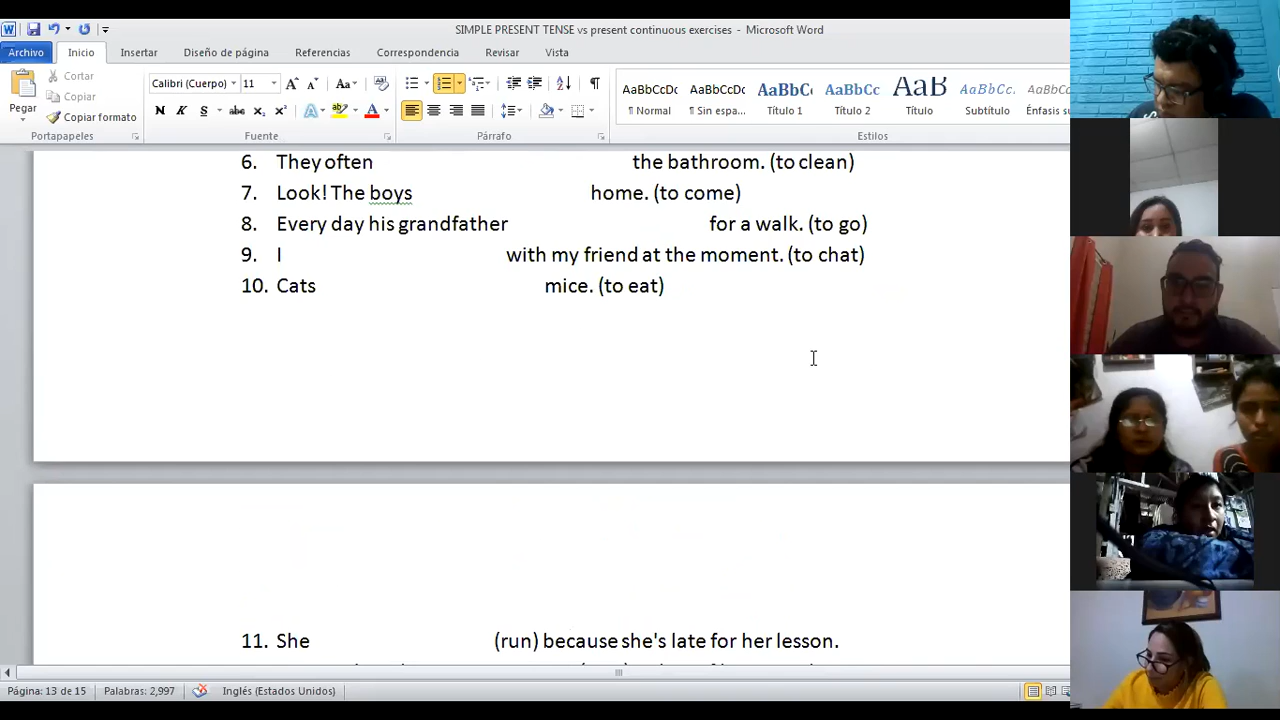 SIMPLE PRESENT TENSE vs present continuous exercises - Microsoft Word
Archivo Inicio Insertar Diseño de página Referencias Correspondencia Revisar Vista
Pegar
Cortar
Copiar
Copiar formato
Portapapeles
Calibri (Cuerpo) 11
N K S abc x₂ x²
Fuente
Párrafo
AaBbCcDc AaBbCcDc AaBbC AaBbCc AaB AaBbCc.
¶ Normal ¶ Sin espa... Título 1 Título 2 Título Subtítulo Énfasis
Estilos
6. They often the bathroom. (to clean)
7. Look! The boys home. (to come)
8. Every day his grandfather for a walk. (to go)
9. I with my friend at the moment. (to chat)
10. Cats mice. (to eat)
11. She (run) because she's late for her lesson.
Página: 13 de 15 Palabras: 2,997 Inglés (Estados Unidos)